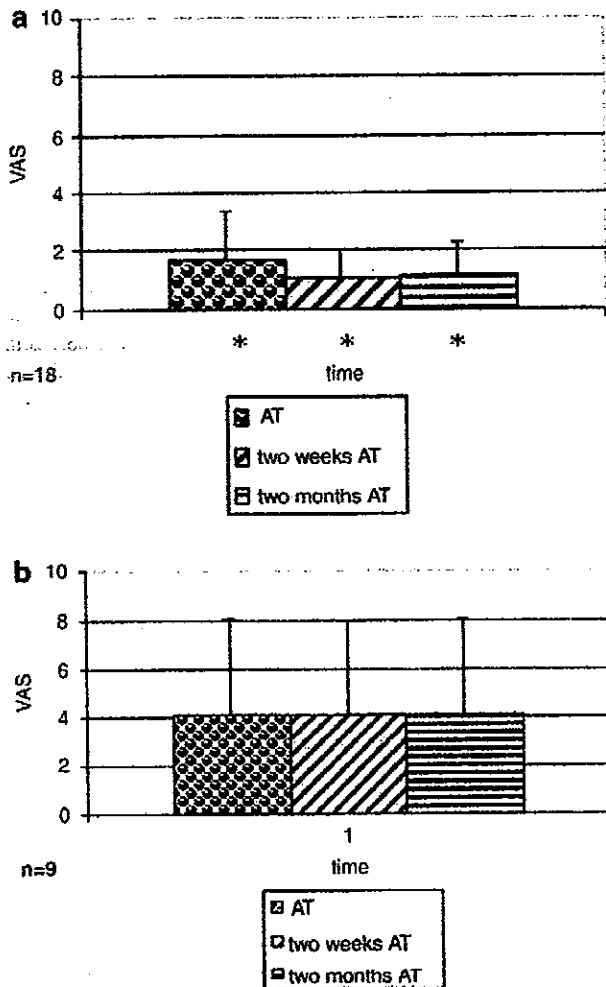 a
10
8
6
4
2
0
VAS
* * *
n=18
time
AT
two weeks AT
two months AT
b
10
8
6
4
2
0
VAS
1
n=9
time
AT
two weeks AT
two months AT